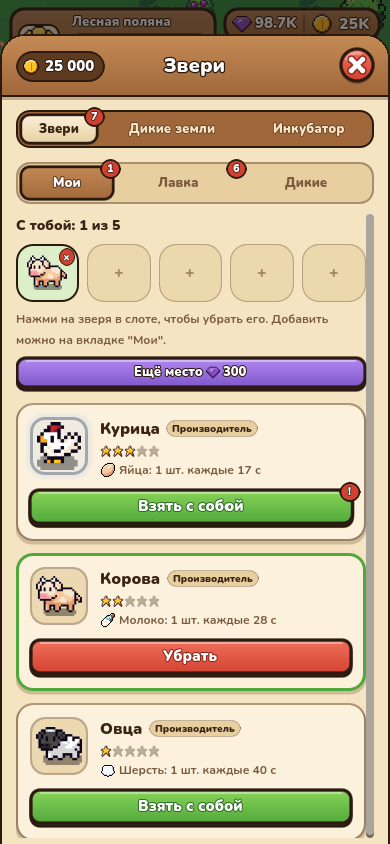 Лесная поляна
98.7K
25K
25 000
Звери
Звери
7
Дикие земли
Инкубатор
Мои
1
Лавка
6
Дикие
С тобой: 1 из 5
+
+
+
+
Нажми на зверя в слоте, чтобы убрать его. Добавить
можно на вкладке "Мои".
Ещё место 300
Курица
Производитель
Яйца: 1 шт. каждые 17 с
Взять с собой
!
Корова
Производитель
Молоко: 1 шт. каждые 28 с
Убрать
Овца
Производитель
Шерсть: 1 шт. каждые 40 с
Взять с собой